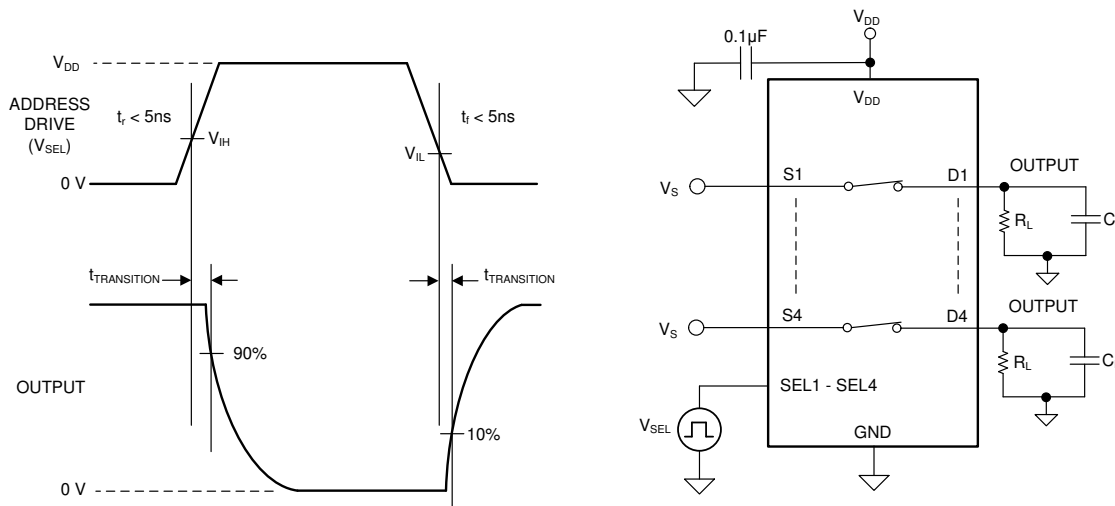 V_DD
ADDRESS
DRIVE
(V_SEL)
t_r < 5ns
V_IH
t_f < 5ns
V_IL
0 V
t_TRANSITION
t_TRANSITION
90%
OUTPUT
10%
0 V
V_DD
0.1µF
V_DD
V_S
S1
D1
OUTPUT
R_L
C
V_S
S4
D4
OUTPUT
R_L
C
SEL1 - SEL4
V_SEL
GND